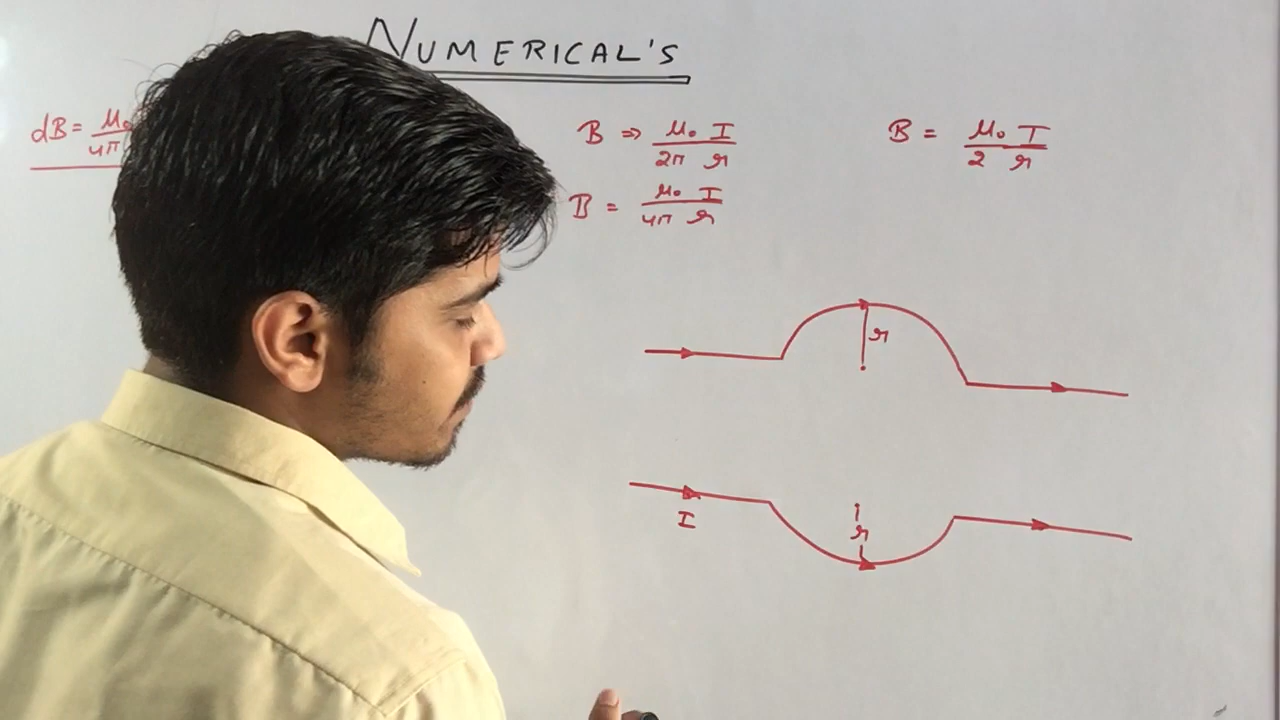 NUMERICAL'S
dB = μ₀/4π
B ⇒ μ₀ I/2π r
B = μ₀ I/4π r
B = μ₀ I/2 r
r
I
r